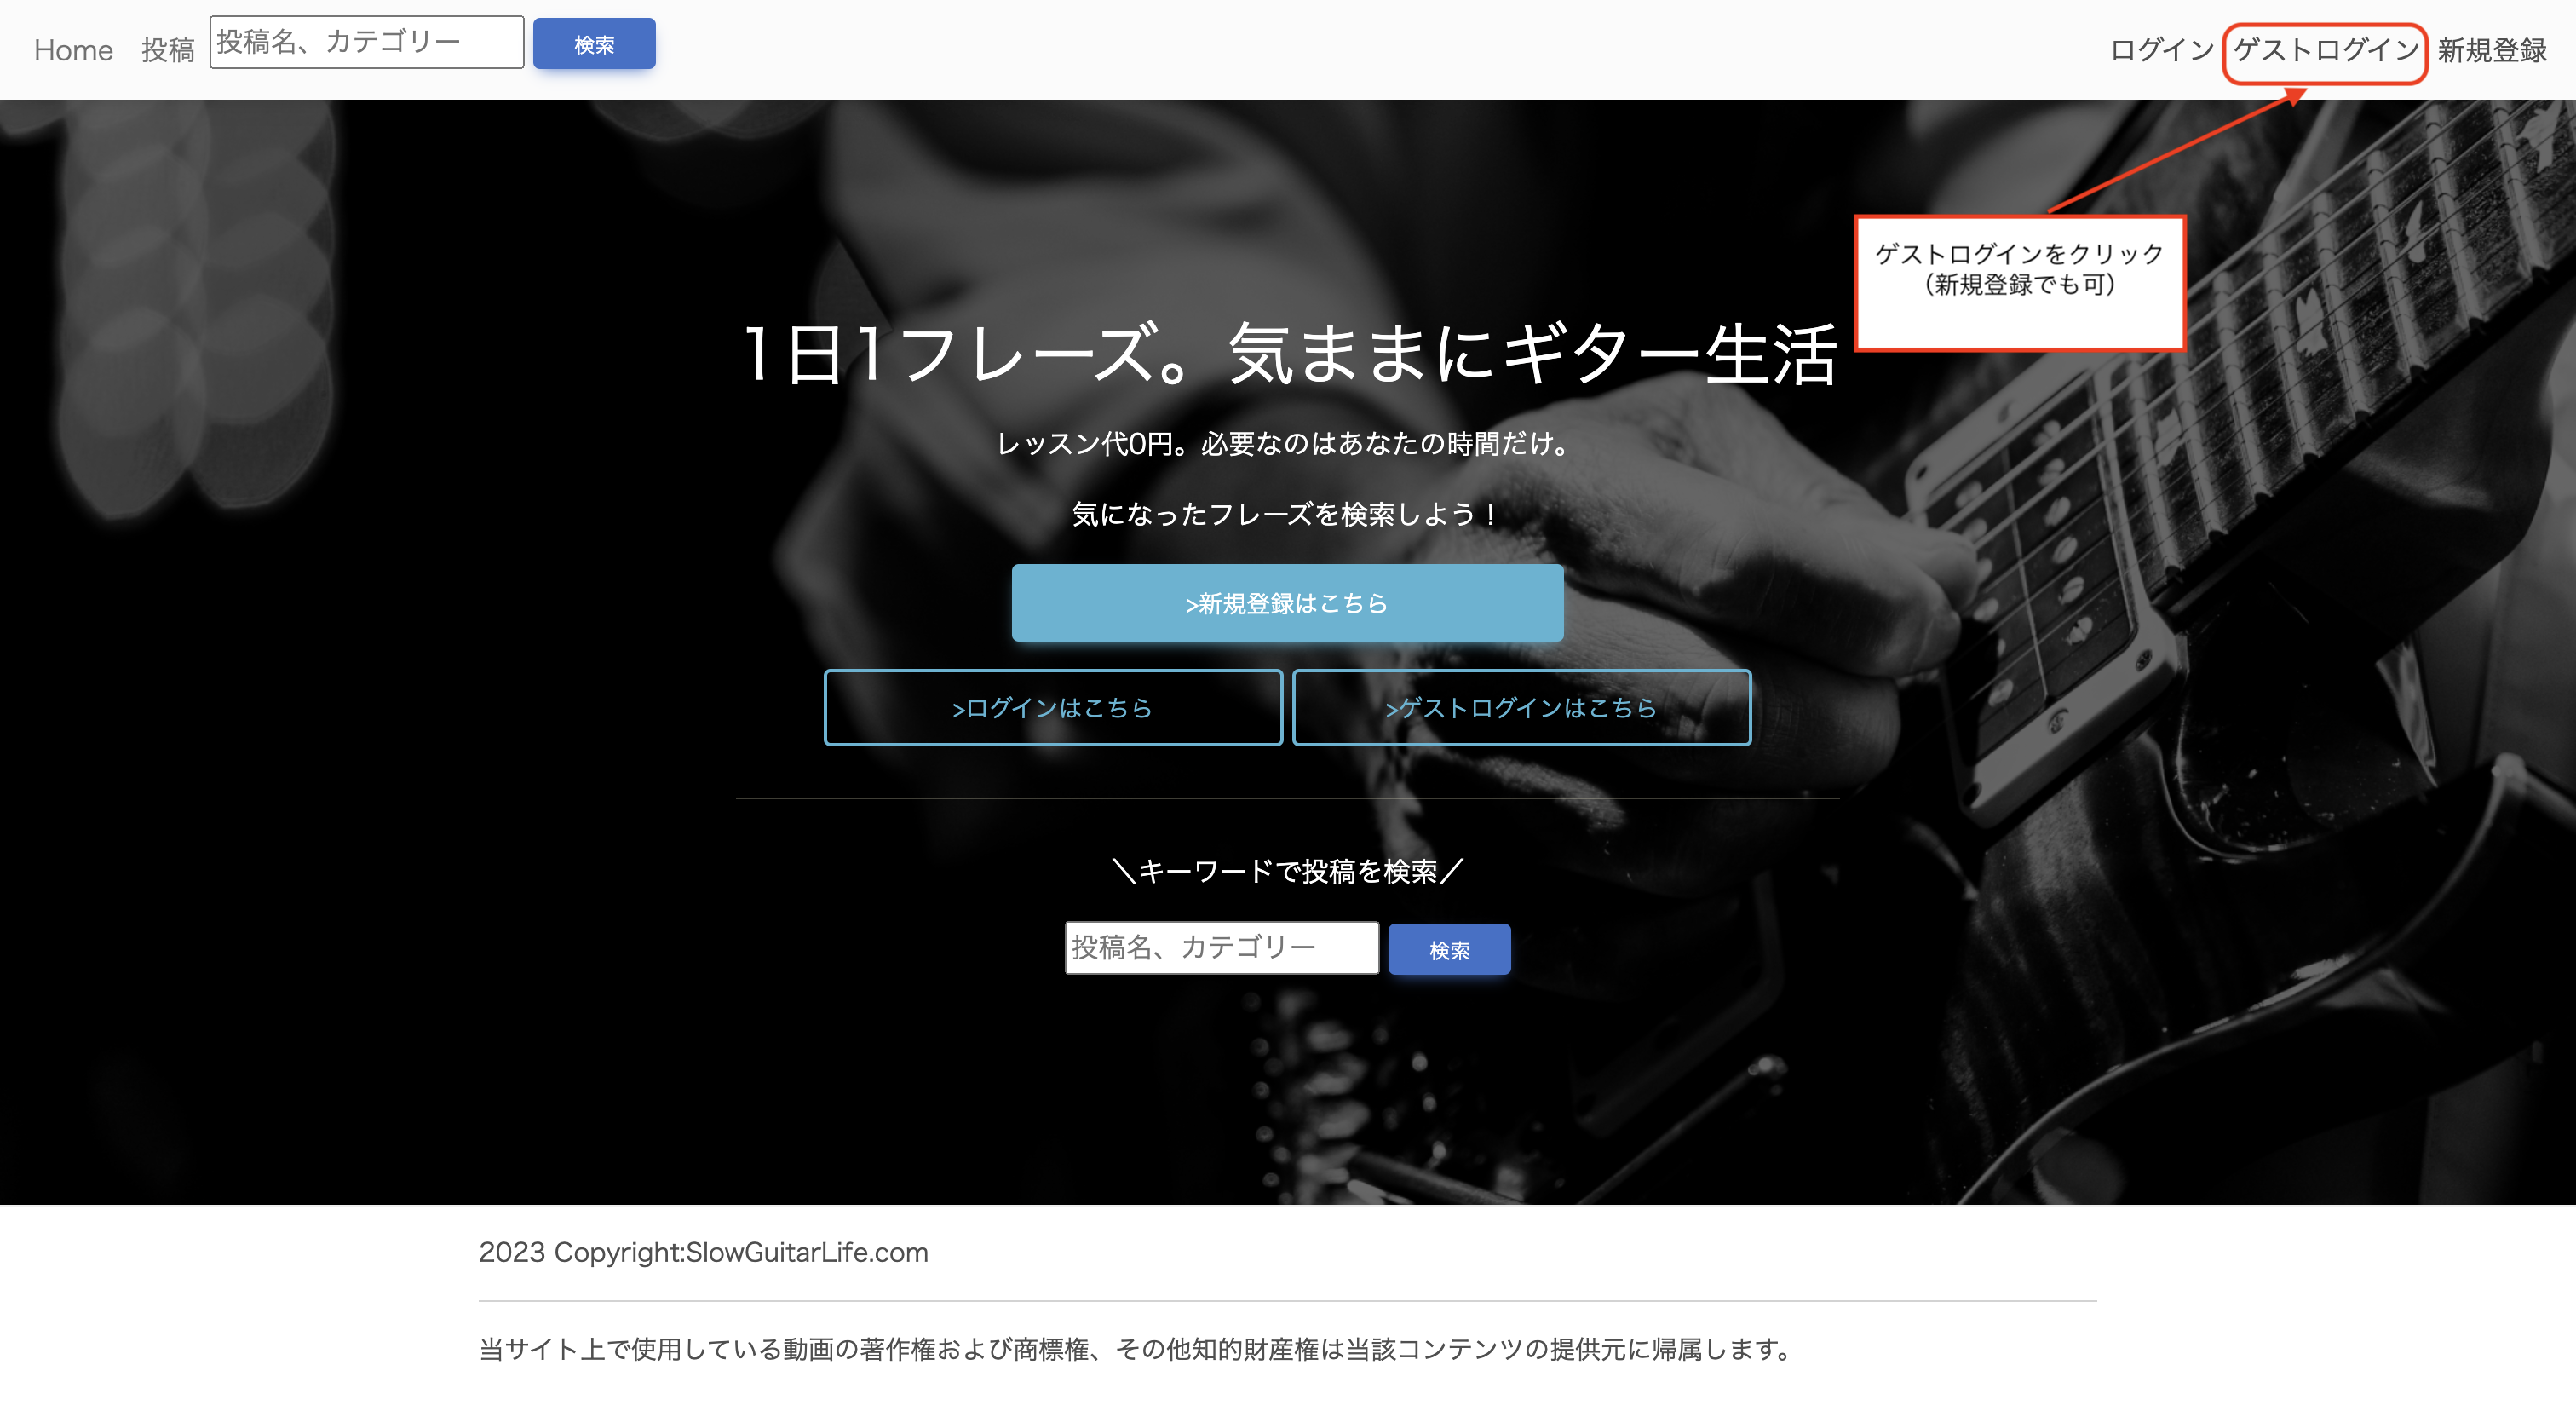 Home 投稿 投稿名、カテゴリー 検索 ログイン ゲストログイン 新規登録
ゲストログインをクリック
（新規登録でも可）
1日1フレーズ。気ままにギター生活
レッスン代0円。必要なのはあなたの時間だけ。
気になったフレーズを検索しよう！
>新規登録はこちら
>ログインはこちら >ゲストログインはこちら
＼キーワードで投稿を検索／
投稿名、カテゴリー 検索
2023 Copyright:SlowGuitarLife.com
当サイト上で使用している動画の著作権および商標権、その他知的財産権は当該コンテンツの提供元に帰属します。